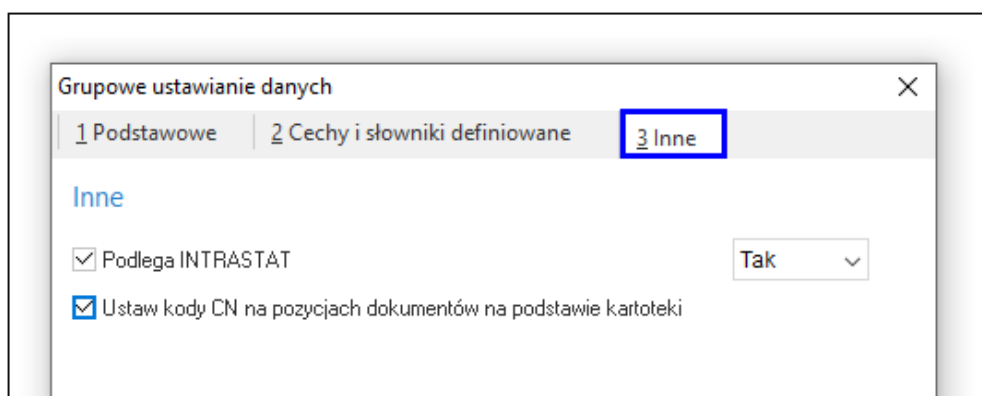 Grupowe ustawianie danych
1 Podstawowe 2 Cechy i słowniki definiowane 3 Inne
Inne
Podlega INTRASTAT Tak
Ustaw kody CN na pozycjach dokumentów na podstawie kartoteki